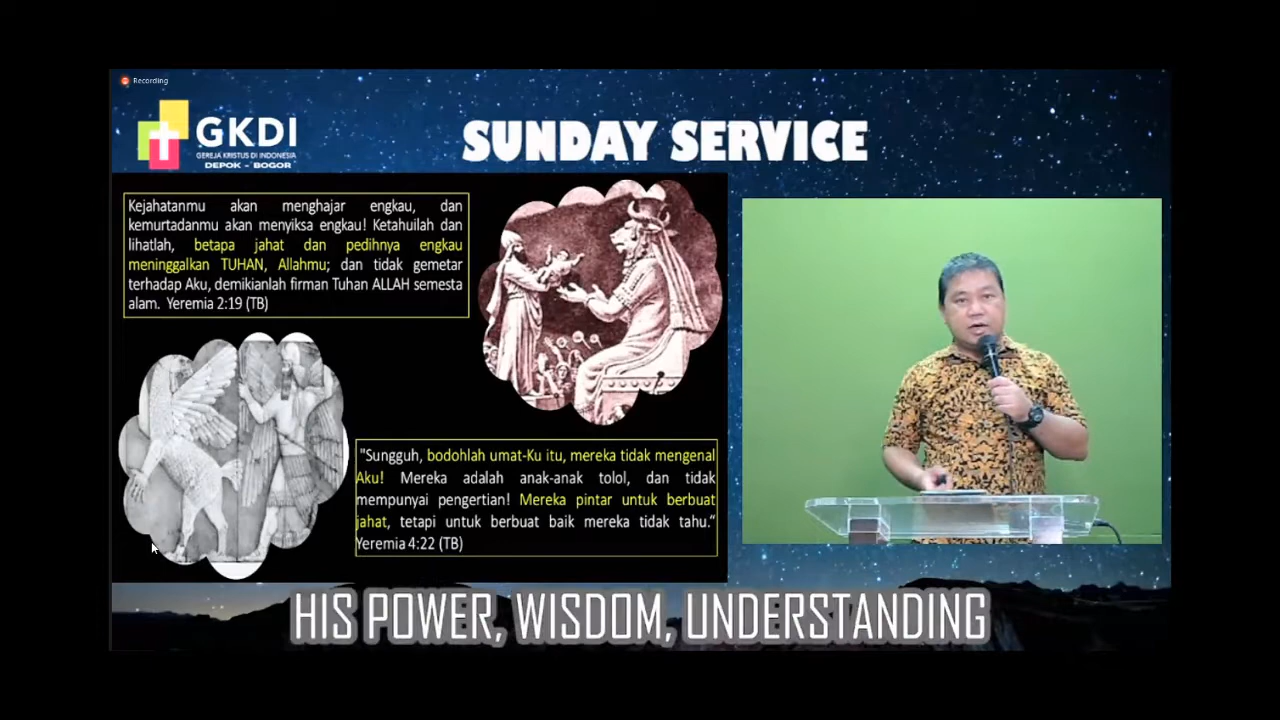 Recording
GKDI
GEREJA KRISTUS DI INDONESIA
DEPOK - BOGOR
SUNDAY SERVICE
Kejahatanmu akan menghajar engkau, dan
kemurtadanmu akan menyiksa engkau! Ketahuilah dan
lihatlah, betapa jahat dan pedihnya engkau
meninggalkan TUHAN, Allahmu; dan tidak gemetar
terhadap Aku, demikianlah firman Tuhan ALLAH semesta
alam. Yeremia 2:19 (TB)
"Sungguh, bodohlah umat-Ku itu, mereka tidak mengenal
Aku! Mereka adalah anak-anak tolol, dan tidak
mempunyai pengertian! Mereka pintar untuk berbuat
jahat, tetapi untuk berbuat baik mereka tidak tahu.“
Yeremia 4:22 (TB)
HIS POWER, WISDOM, UNDERSTANDING